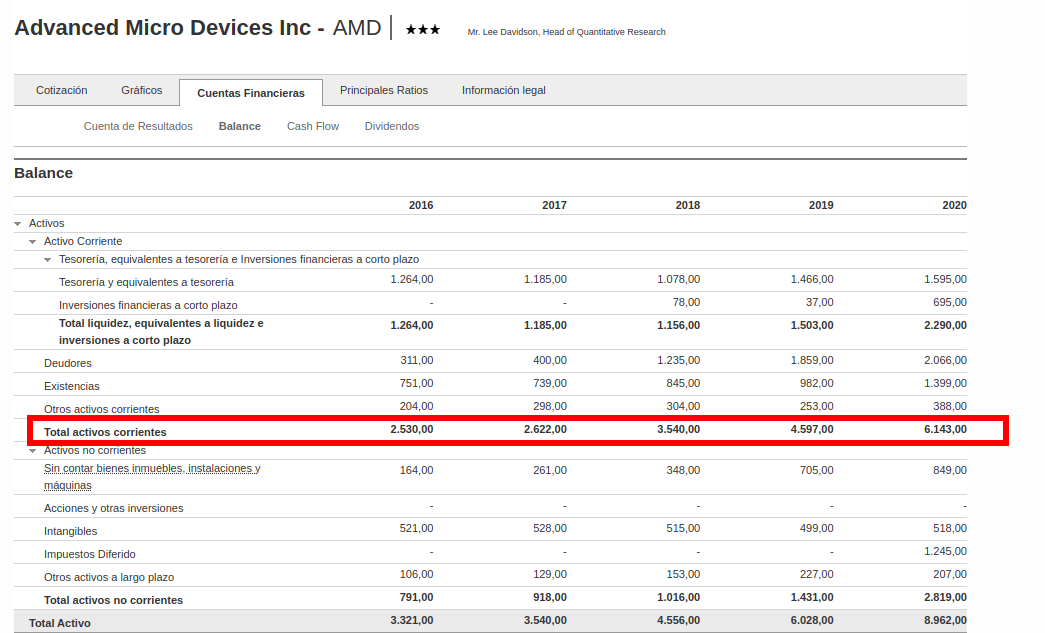 Advanced Micro Devices Inc - AMD ★★★ Mr. Lee Davidson, Head of Quantitative Research
Cotización Gráficos Cuentas Financieras Principales Ratios Información legal
Cuenta de Resultados Balance Cash Flow Dividendos
Balance
2016 2017 2018 2019 2020
Activos
Activo Corriente
Tesorería, equivalentes a tesorería e Inversiones financieras a corto plazo
Tesorería y equivalentes a tesorería 1.264,00 1.185,00 1.078,00 1.466,00 1.595,00
Inversiones financieras a corto plazo - - 78,00 37,00 695,00
Total liquidez, equivalentes a liquidez e
inversiones a corto plazo 1.264,00 1.185,00 1.156,00 1.503,00 2.290,00
Deudores 311,00 400,00 1.235,00 1.859,00 2.066,00
Existencias 751,00 739,00 845,00 982,00 1.399,00
Otros activos corrientes 204,00 298,00 304,00 253,00 388,00
Total activos corrientes 2.530,00 2.622,00 3.540,00 4.597,00 6.143,00
Activos no corrientes
Sin contar bienes inmuebles, instalaciones y
máquinas 164,00 261,00 348,00 705,00 849,00
Acciones y otras inversiones - - - - -
Intangibles 521,00 528,00 515,00 499,00 518,00
Impuestos Diferido - - - - 1.245,00
Otros activos a largo plazo 106,00 129,00 153,00 227,00 207,00
Total activos no corrientes 791,00 918,00 1.016,00 1.431,00 2.819,00
Total Activo 3.321,00 3.540,00 4.556,00 6.028,00 8.962,00